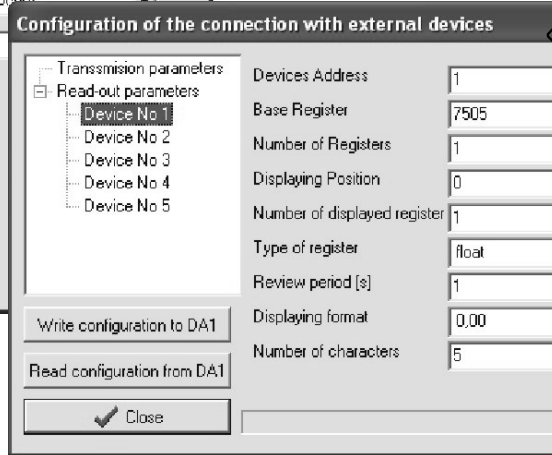 Configuration of the connection with external devices
Transsmision parameters
Read-out parameters
Device No 1
Device No 2
Device No 3
Device No 4
Device No 5
Devices Address 1
Base Register 7505
Number of Registers 1
Displaying Position 0
Number of displayed register 1
Type of register float
Review period [s] 1
Displaying format 0,00
Number of characters 5
Write configuration to DA1
Read configuration from DA1
Close